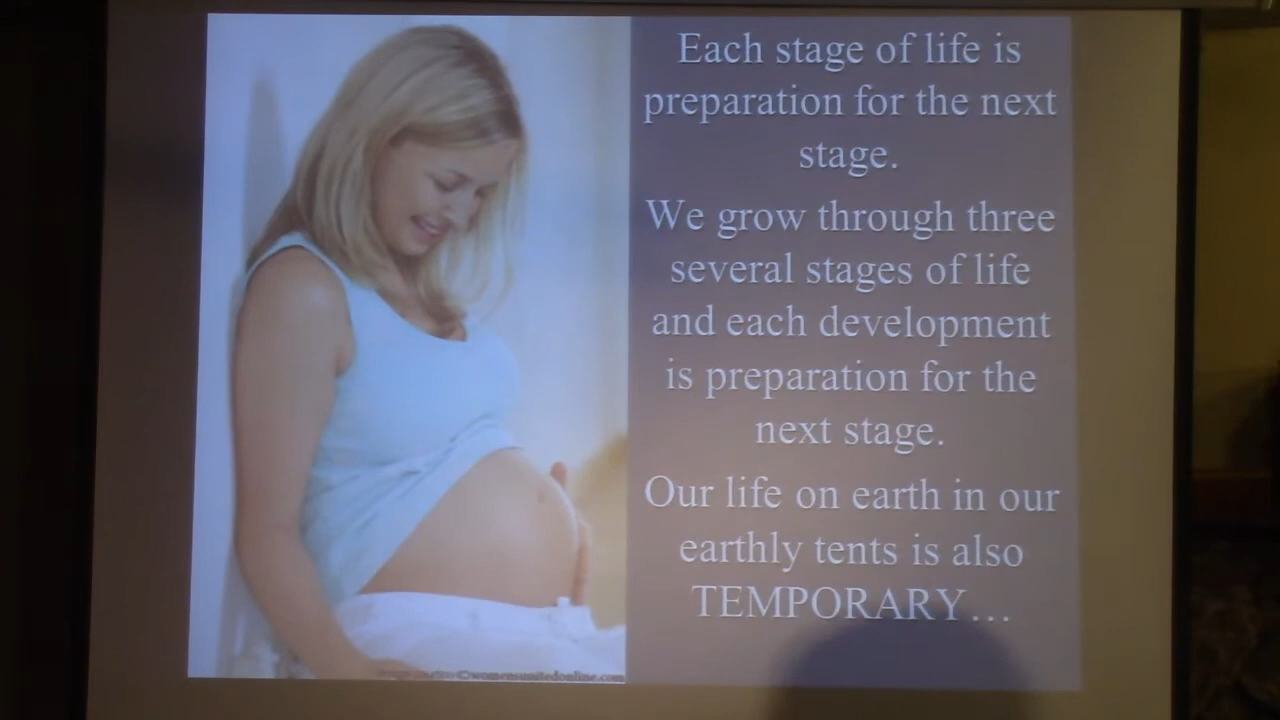 Each stage of life is
preparation for the next
stage.
We grow through three
several stages of life
and each development
is preparation for the
next stage.
Our life on earth in our
earthly tents is also
TEMPORARY...
©womensunitedonline.com